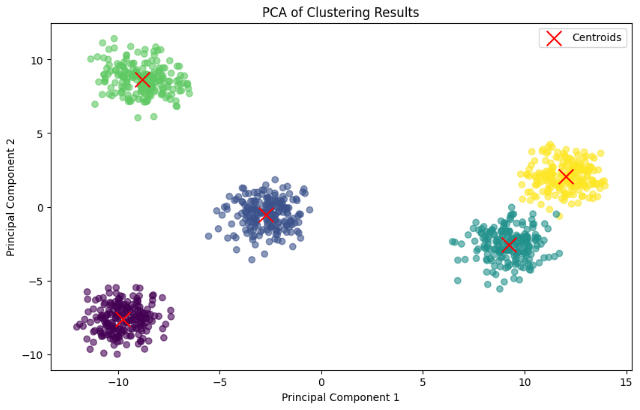 PCA of Clustering Results
Centroids
Principal Component 2
10
5
0
−5
−10
−10
−5
0
5
10
15
Principal Component 1